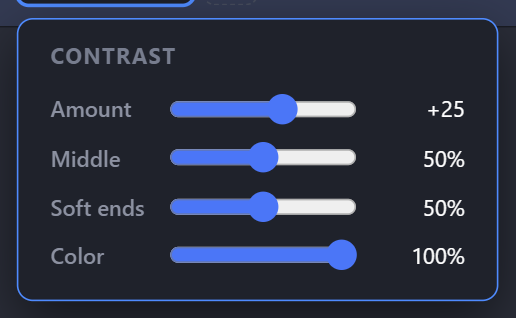 CONTRAST
Amount +25
Middle 50%
Soft ends 50%
Color 100%